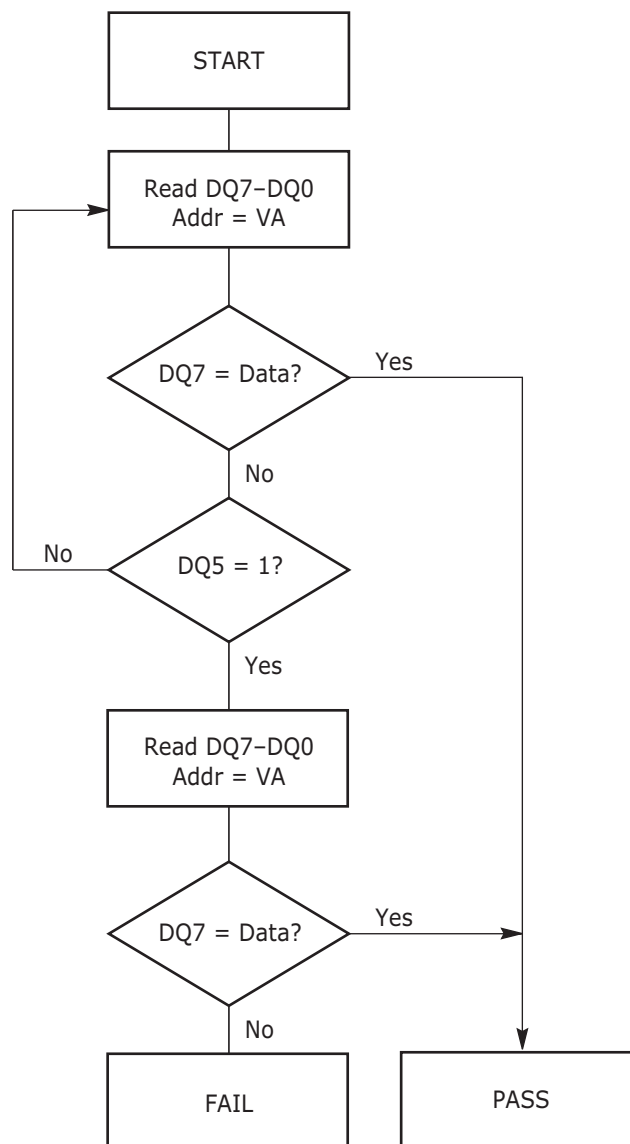 START
Read DQ7–DQ0
Addr = VA
DQ7 = Data?
Yes
No
No
DQ5 = 1?
Yes
Read DQ7–DQ0
Addr = VA
DQ7 = Data?
Yes
No
FAIL
PASS